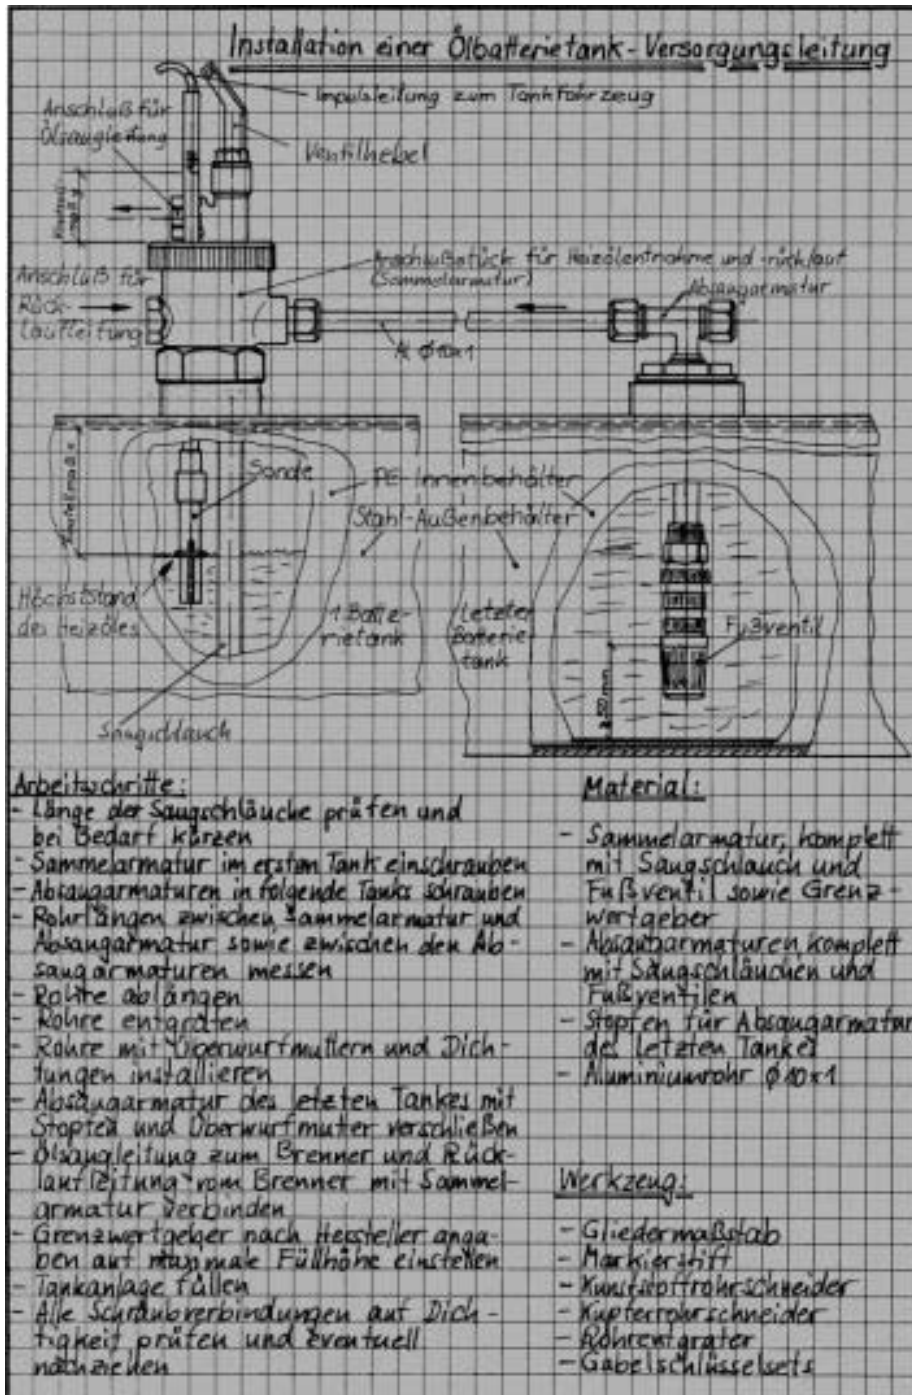 Installation einer Ölbatterietank-Versorgungsleitung
Impulsleitung zum Tankfahrzeug
Anschluß für
Ölsaugleitung
Ventilhebel
Anschlußstück für Heizölentnahme und -rücklauf
(Sammelarmatur)
Anschluß für
Rück-
laufleitung
Absaugarmatur
Al Ø10x1
Sonde
PE-Innenbehälter
Stahl-Außenbehälter
Höchststand
des Heizöles
1. Batte-
rietank
Letzter
Batterie-
tank
Fußventil
Saugschlauch
Arbeitsschritte:
- Länge der Saugschläuche prüfen und
bei Bedarf kürzen
- Sammelarmatur im ersten Tank einschrauben
- Absaugarmaturen in folgende Tanks schrauben
- Rohrlängen zwischen Sammelarmatur und
Absaugarmatur sowie zwischen den Ab-
saugarmaturen messen
- Rohre ablängen
- Rohre entgraten
- Rohre mit Überwurfmuttern und Dich-
tungen installieren
- Absaugarmatur des letzten Tankes mit
Stopfen und Überwurfmutter verschließen
- Ölsaugleitung zum Brenner und Rück-
laufleitung vom Brenner mit Sammel-
armatur verbinden
- Grenzwertgeber nach Hersteller anga-
ben auf maximale Füllhöhe einstellen
- Tankanlage füllen
- Alle Schraubverbindungen auf Dich-
tigkeit prüfen und eventuell
nachziehen
Material:
- Sammelarmatur, komplett
mit Saugschlauch und
Fußventil sowie Grenz-
wertgeber
- Absaugarmaturen, komplett
mit Saugschläuchen und
Fußventilen
- Stopfen für Absaugarmatur
des letzten Tankes
- Aluminiumrohr Ø10x1
Werkzeug:
- Gliedermaßstab
- Markierstift
- Kunststoffrohrschneider
- Kupferrohrschneider
- Rohrentgrater
- Gabelschlüsselsets